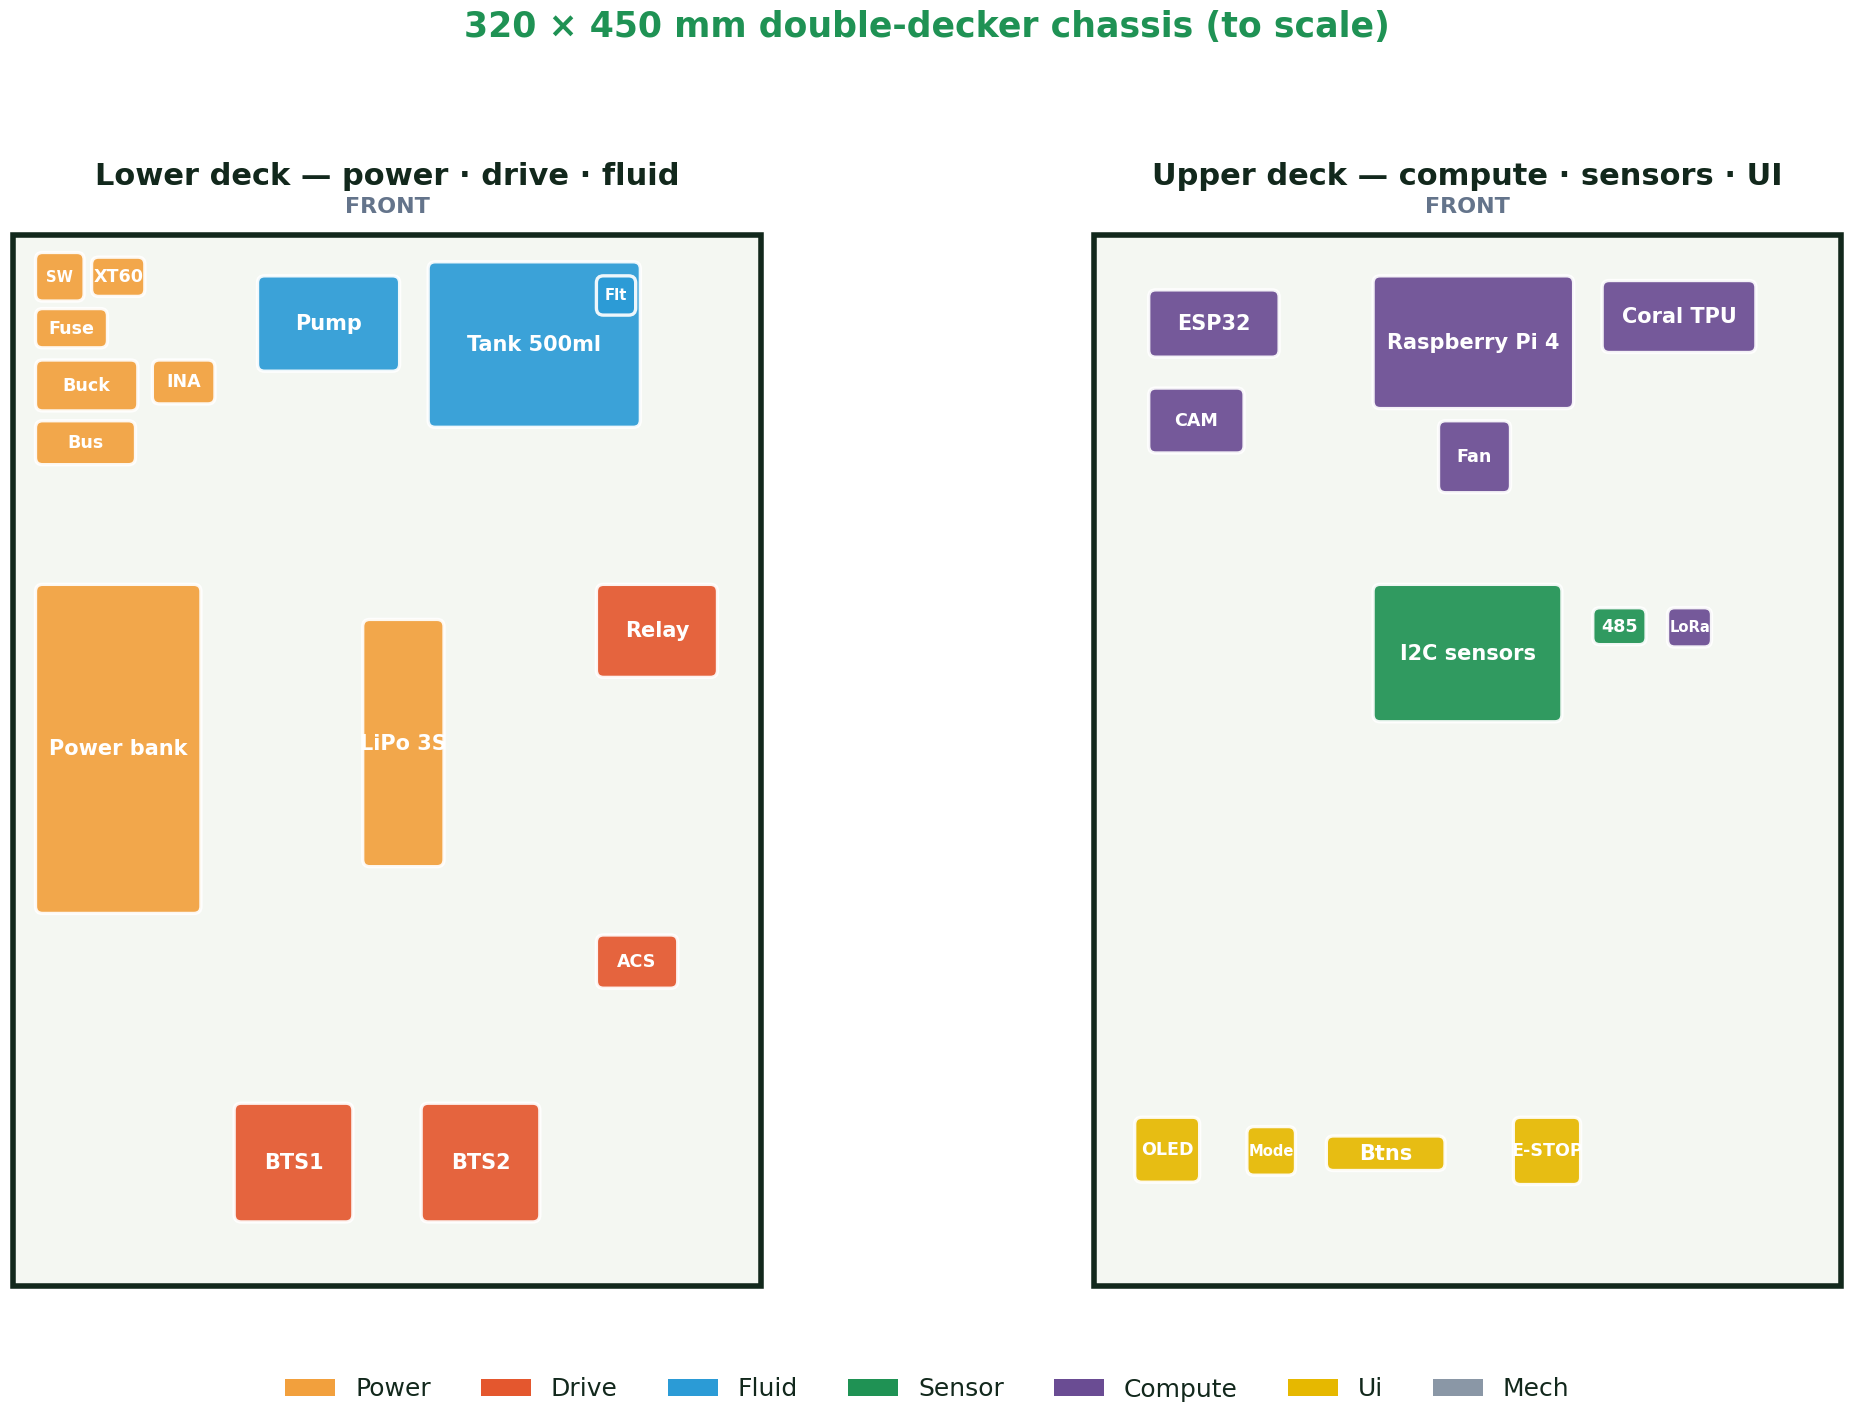 320 × 450 mm double-decker chassis (to scale)
Lower deck — power · drive · fluid
FRONT
SW
XT60
Fuse
Buck
INA
Bus
Pump
Flt
Tank 500ml
Power bank
LiPo 3S
Relay
ACS
BTS1
BTS2
Upper deck — compute · sensors · UI
FRONT
ESP32
Raspberry Pi 4
Coral TPU
CAM
Fan
I2C sensors
485
LoRa
OLED
Mode
Btns
E-STOP
Power
Drive
Fluid
Sensor
Compute
Ui
Mech